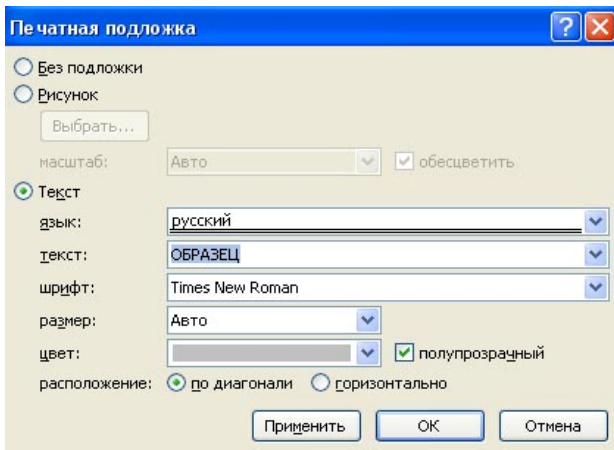 Печатная подложка
Без подложки
Рисунок
Выбрать...
масштаб: Авто обесцветить
Текст
язык: русский
текст: ОБРАЗЕЦ
шрифт: Times New Roman
размер: Авто
цвет: полупрозрачный
расположение: по диагонали горизонтально
Применить ОК Отмена